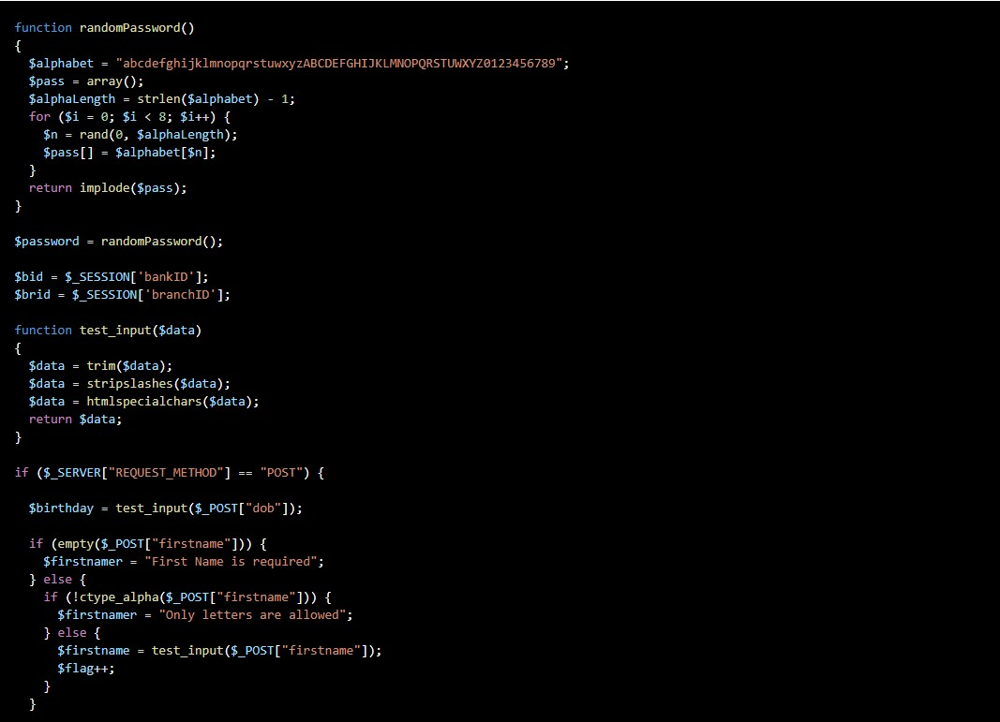 function randomPassword()
{
  $alphabet = "abcdefghijklmnopqrstuwxyzABCDEFGHIJKLMNOPQRSTUWXYZ0123456789";
  $pass = array();
  $alphaLength = strlen($alphabet) - 1;
  for ($i = 0; $i < 8; $i++) {
    $n = rand(0, $alphaLength);
    $pass[] = $alphabet[$n];
  }
  return implode($pass);
}

$password = randomPassword();

$bid = $_SESSION['bankID'];
$brid = $_SESSION['branchID'];

function test_input($data)
{
  $data = trim($data);
  $data = stripslashes($data);
  $data = htmlspecialchars($data);
  return $data;
}

if ($_SERVER["REQUEST_METHOD"] == "POST") {

  $birthday = test_input($_POST["dob"]);

  if (empty($_POST["firstname"])) {
    $firstnamer = "First Name is required";
  } else {
    if (!ctype_alpha($_POST["firstname"])) {
      $firstnamer = "Only letters are allowed";
    } else {
      $firstname = test_input($_POST["firstname"]);
      $flag++;
    }
  }